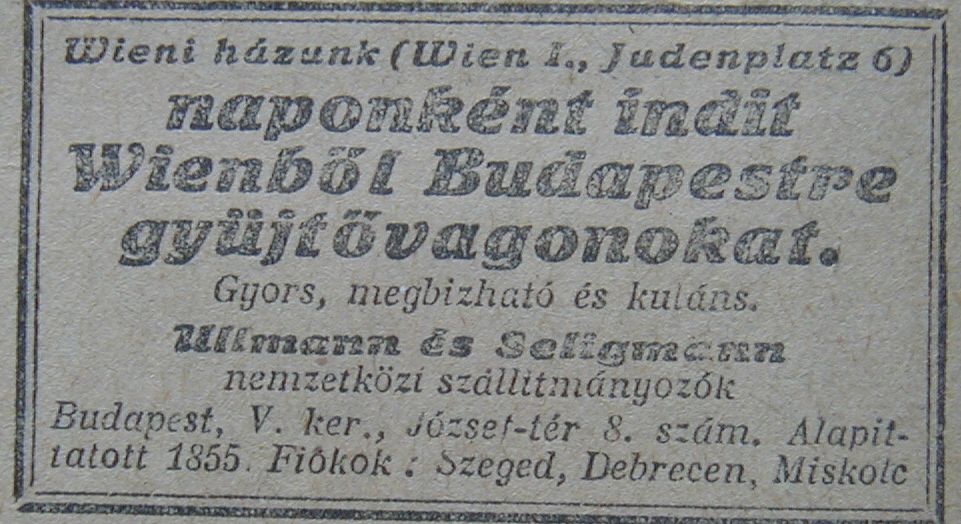 Wieni házunk (Wien I., Judenplatz 6)
naponként indit
Wienből Budapestre
gyüjtővagonokat.
Gyors, megbizható és kuláns.
Ullmann és Seligmann
nemzetközi szállitmányozók
Budapest, V. ker., József-tér 8. szám. Alapit-
tatott 1855. Fiókok: Szeged, Debrecen, Miskolc